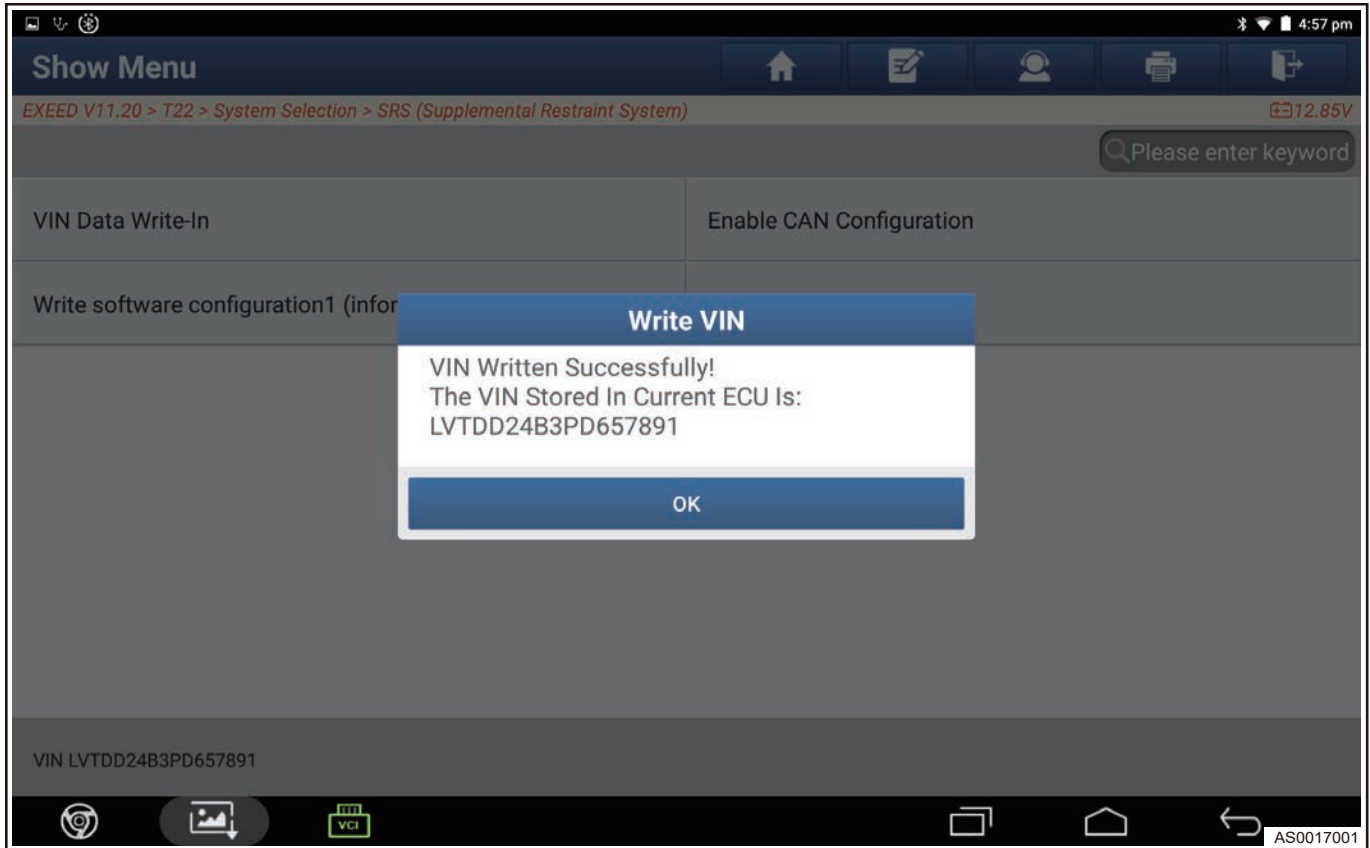 4:57 pm
Show Menu
EXEED V11.20 > T22 > System Selection > SRS (Supplemental Restraint System)
12.85V
Please enter keyword
VIN Data Write-In
Enable CAN Configuration
Write software configuration1 (infor
Write VIN
VIN Written Successfully!
The VIN Stored In Current ECU Is:
LVTDD24B3PD657891
OK
VIN LVTDD24B3PD657891
VCI
AS0017001